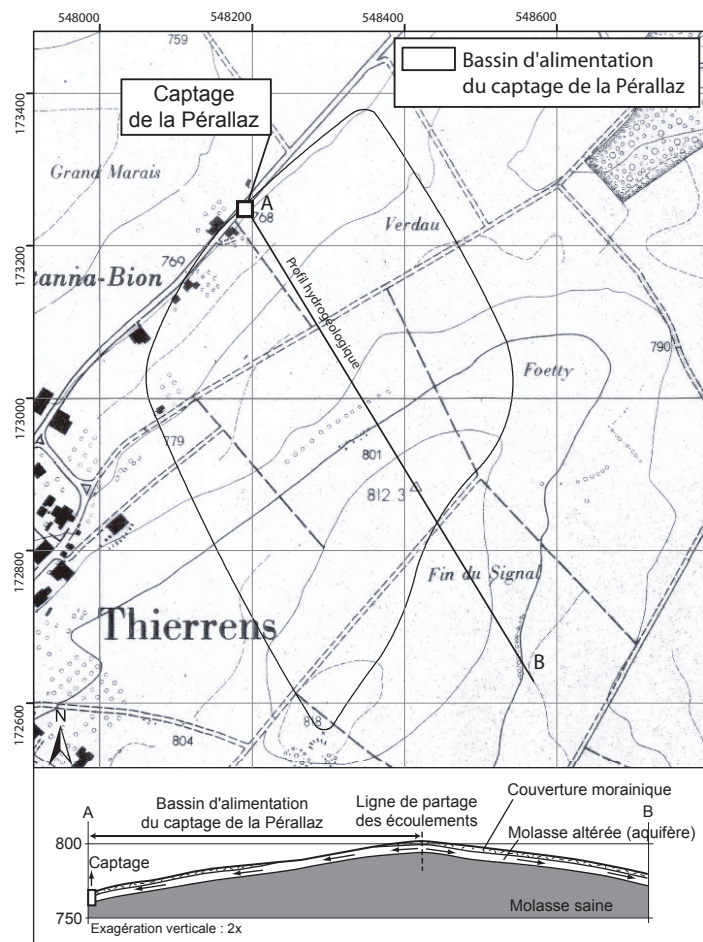 548000
548200
548400
548600
173400
173200
173000
172800
172600
Bassin d'alimentation
du captage de la Pérallaz
Captage
de la Pérallaz
759
Grand Marais
A
768
Verdau
769
tanna-Bion
Profil hydrogéologique
790
Foetty
779
801
812.3
Fin du Signal
Thierrens
B
818
804
N
A
Bassin d'alimentation
du captage de la Pérallaz
Ligne de partage
des écoulements
Couverture morainique
B
800
Molasse altérée (aquifère)
Captage
Molasse saine
750
Exagération verticale : 2x